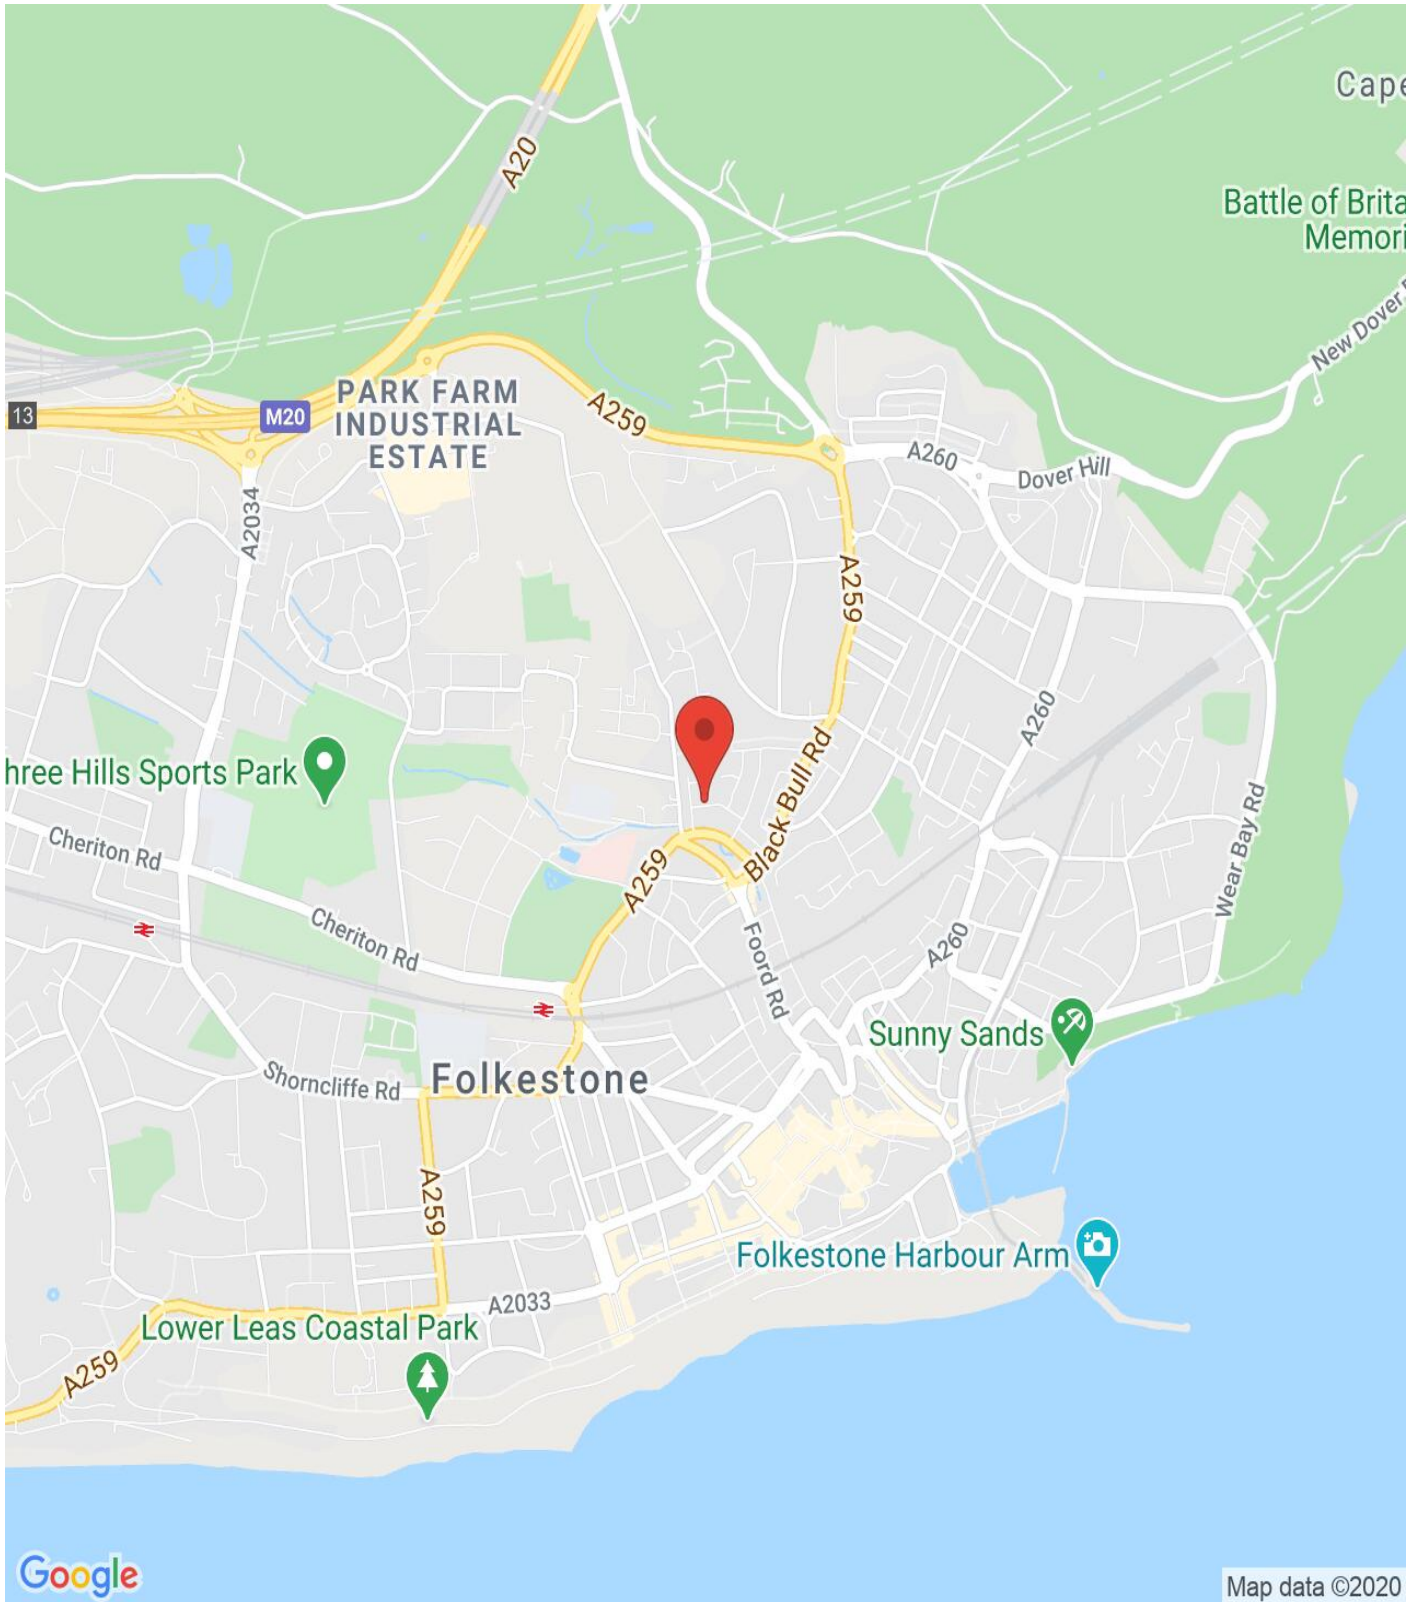 Cape
Battle of Brita
Memori
A20
New Dover
PARK FARM
INDUSTRIAL
ESTATE
13
M20
A259
A260
Dover Hill
A2034
A259
A260
Black Bull Rd
hree Hills Sports Park
Wear Bay Rd
Cheriton Rd
A259
Cheriton Rd
Foord Rd
A260
Sunny Sands
Shorncliffe Rd
Folkestone
A259
Folkestone Harbour Arm
A2033
Lower Leas Coastal Park
A259
Google
Map data ©2020